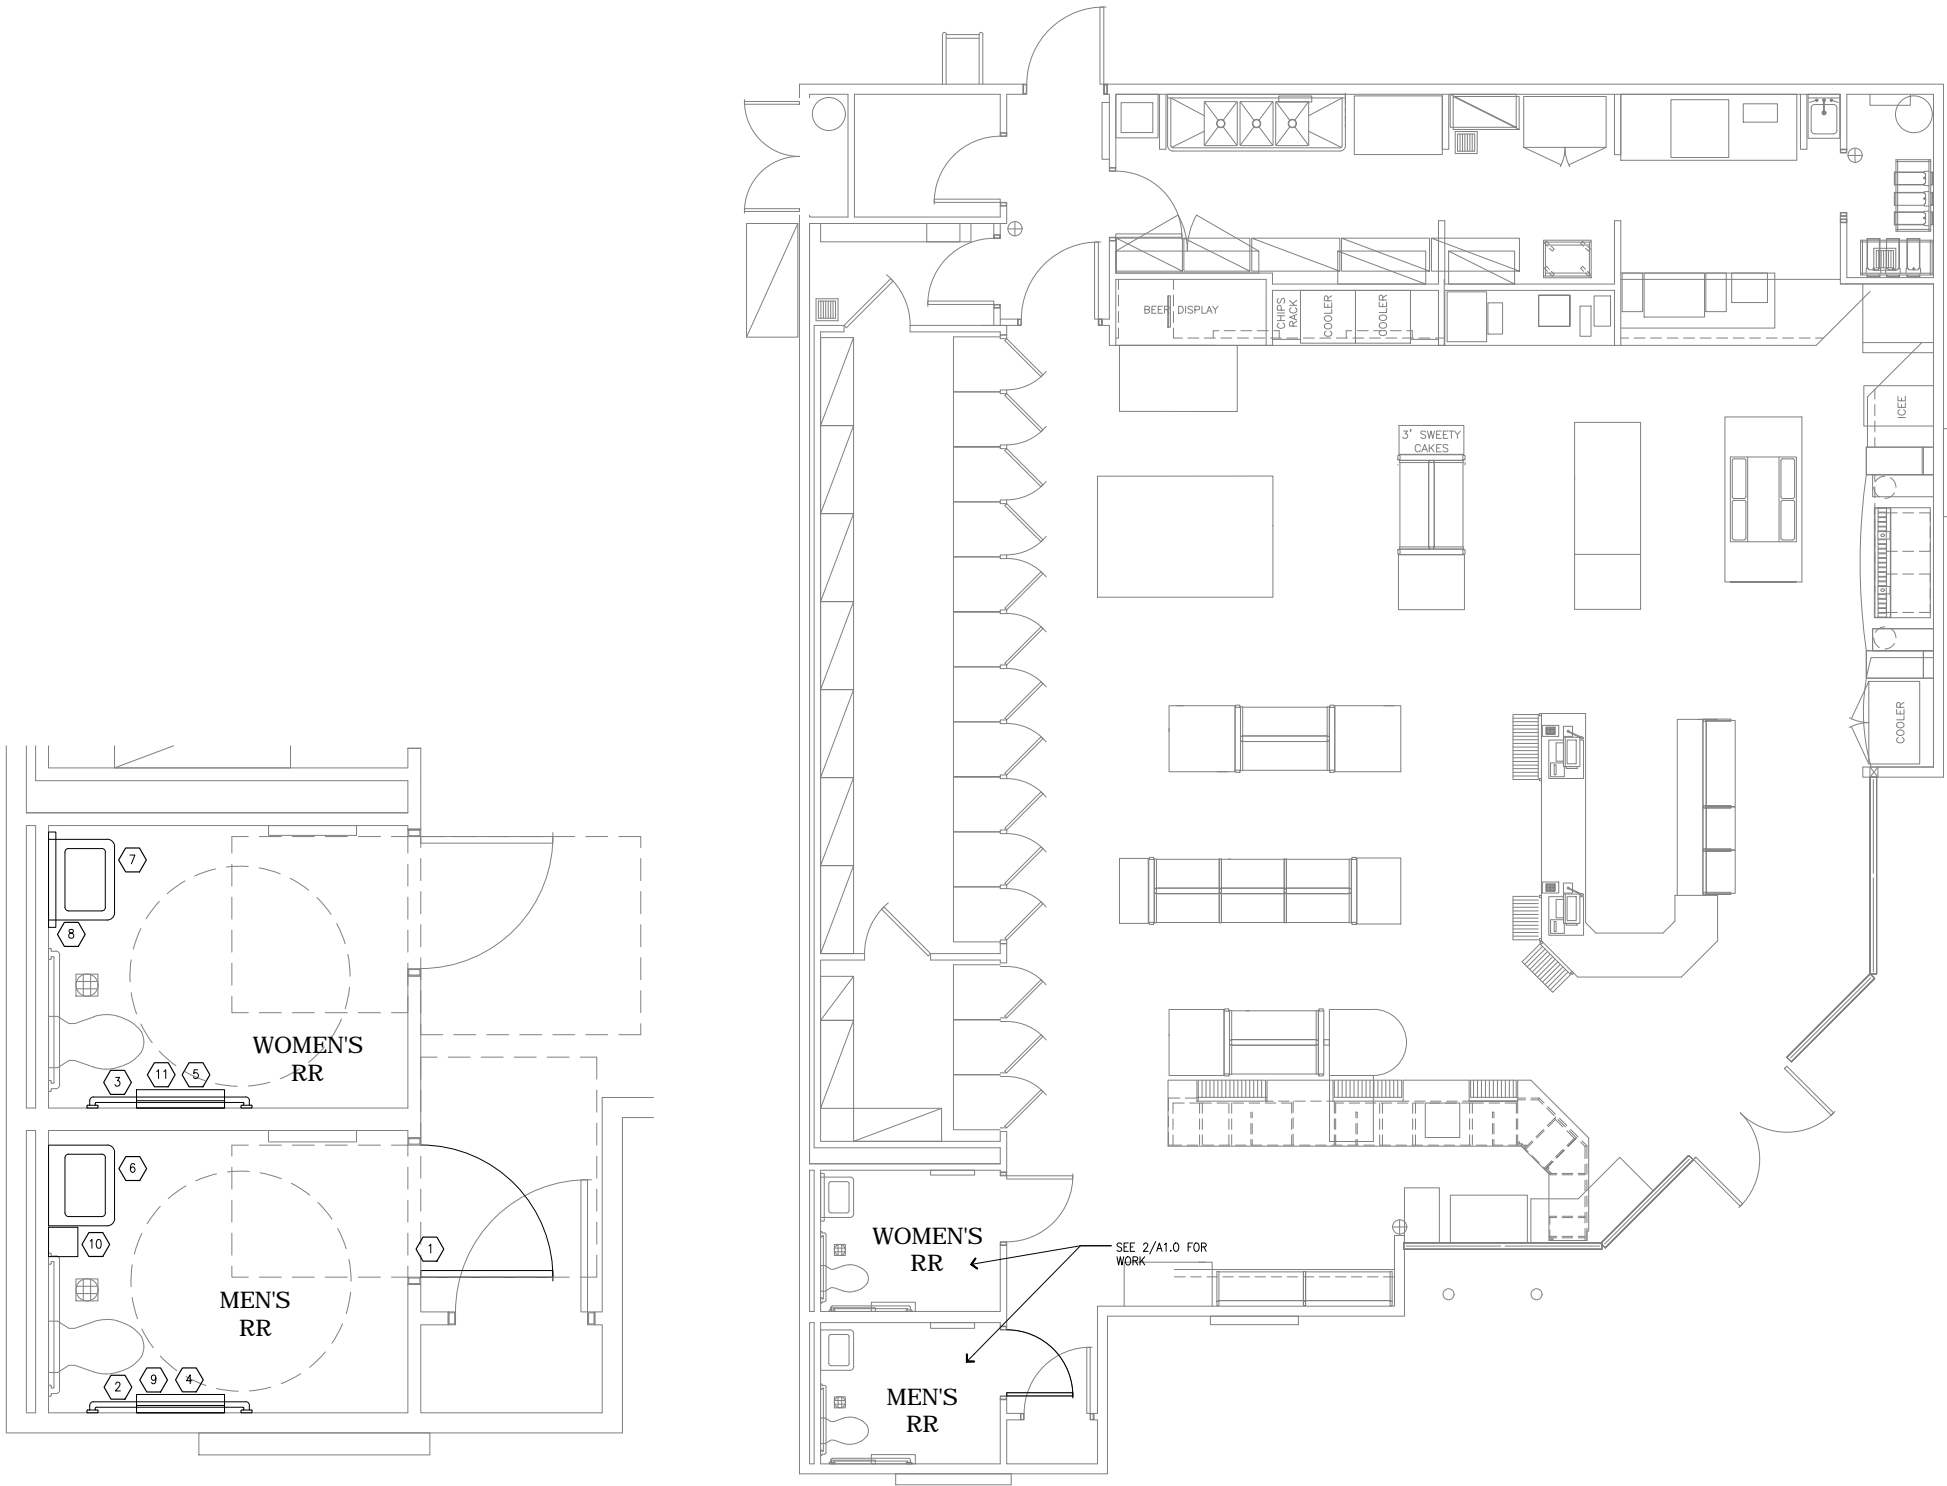 BEER DISPLAY
CHIPS
RACK
COOLER
COOLER
ICEE
3' SWEETY
CAKES
COOLER
7
8
WOMEN'S
RR
3
11
5
6
10
1
MEN'S
RR
2
9
4
WOMEN'S
RR
SEE 2/A1.0 FOR
WORK
MEN'S
RR